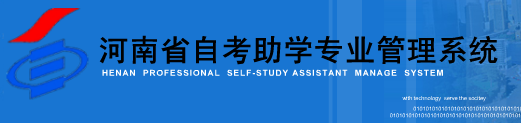 河南省自考助学专业管理系统
HENAN PROFESSIONAL SELF-STUDY ASSISTANT MANAGE SYSTEM
with technology serve the socitey